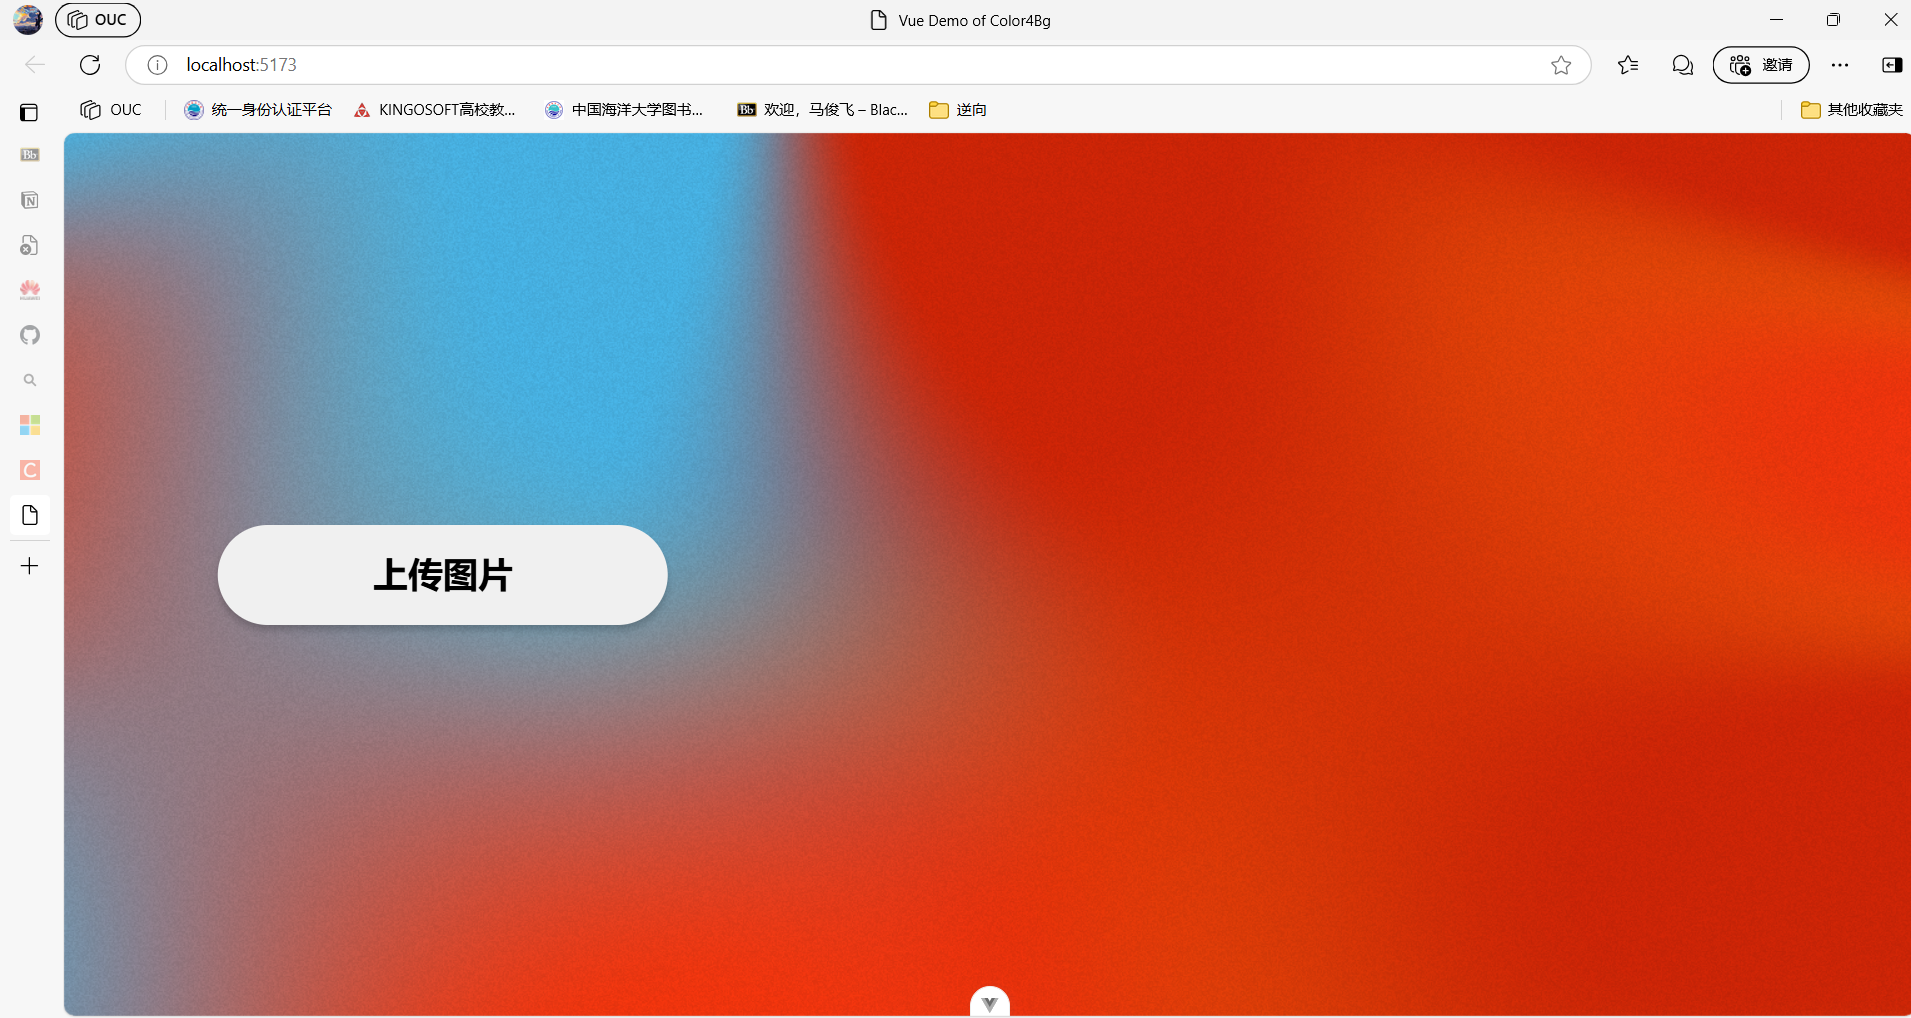 OUC
Vue Demo of Color4Bg
localhost:5173
邀请
OUC
统一身份认证平台
KINGOSOFT高校教...
中国海洋大学图书...
Bb
欢迎，马俊飞 – Blac...
逆向
其他收藏夹
Bb
N
C
上传图片